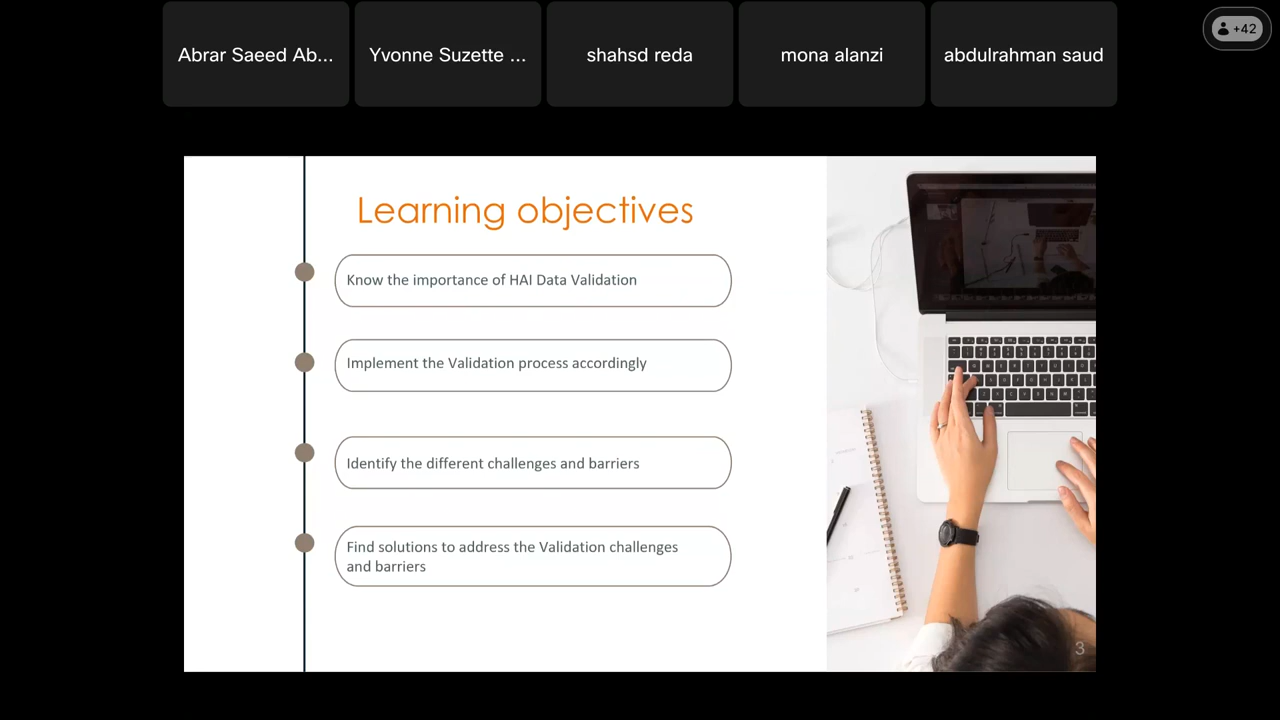 Abrar Saeed Ab...
Yvonne Suzette ...
shahsd reda
mona alanzi
abdulrahman saud
+42
Learning objectives
Know the importance of HAI Data Validation
Implement the Validation process accordingly
Identify the different challenges and barriers
Find solutions to address the Validation challenges
and barriers
3